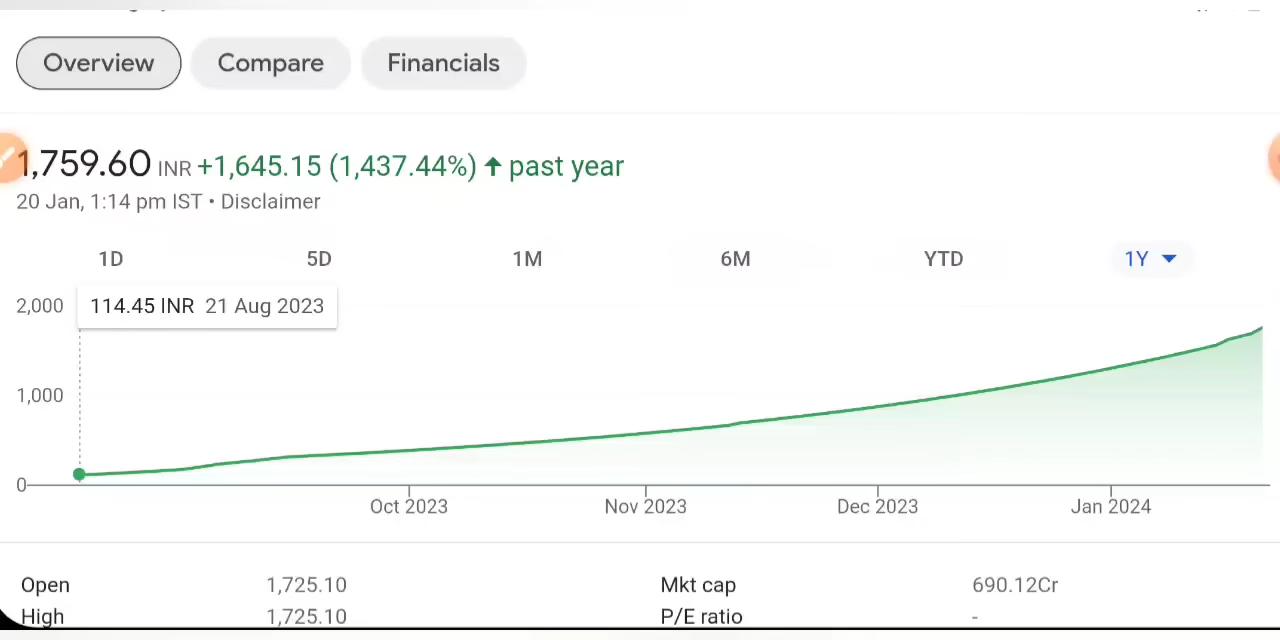 Overview Compare Financials
1,759.60 INR +1,645.15 (1,437.44%) ↑ past year
20 Jan, 1:14 pm IST • Disclaimer
1D 5D 1M 6M YTD 1Y
2,000
114.45 INR 21 Aug 2023
1,000
0
Oct 2023 Nov 2023 Dec 2023 Jan 2024
Open 1,725.10 Mkt cap 690.12Cr
High 1,725.10 P/E ratio -